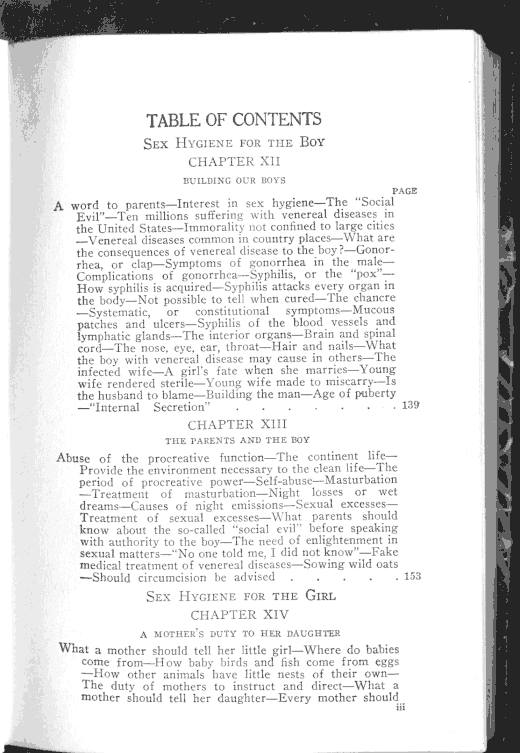 TABLE OF CONTENTS
SEX HYGIENE FOR THE BOY
CHAPTER XII
BUILDING OUR BOYS
PAGE
A word to parents—Interest in sex hygiene—The "Social
Evil"—Ten millions suffering with venereal diseases in
the United States—Immorality not confined to large cities
—Venereal diseases common in country places—What are
the consequences of venereal disease to the boy?—Gonor-
rhea, or clap—Symptoms of gonorrhea in the male—
Complications of gonorrhea—Syphilis, or the "pox"—
How syphilis is acquired—Syphilis attacks every organ in
the body—Not possible to tell when cured—The chancre
—Systematic, or constitutional symptoms—Mucous
patches and ulcers—Syphilis of the blood vessels and
lymphatic glands—The interior organs—Brain and spinal
cord—The nose, eye, ear, throat—Hair and nails—What
the boy with venereal disease may cause in others—The
infected wife—A girl's fate when she marries—Young
wife rendered sterile—Young wife made to miscarry—Is
the husband to blame—Building the man—Age of puberty
—"Internal Secretion" . . . . . . . 139
CHAPTER XIII
THE PARENTS AND THE BOY
Abuse of the procreative function—The continent life—
Provide the environment necessary to the clean life—The
period of procreative power—Self-abuse—Masturbation
—Treatment of masturbation—Night losses or wet
dreams—Causes of night emissions—Sexual excesses—
Treatment of sexual excesses—What parents should
know about the so-called "social evil" before speaking
with authority to the boy—The need of enlightenment in
sexual matters—"No one told me, I did not know"—Fake
medical treatment of venereal diseases—Sowing wild oats
—Should circumcision be advised . . . . . 153
SEX HYGIENE FOR THE GIRL
CHAPTER XIV
A MOTHER'S DUTY TO HER DAUGHTER
What a mother should tell her little girl—Where do babies
come from—How baby birds and fish come from eggs
—How other animals have little nests of their own—
The duty of mothers to instruct and direct—What a
mother should tell her daughter—Every mother should
iii